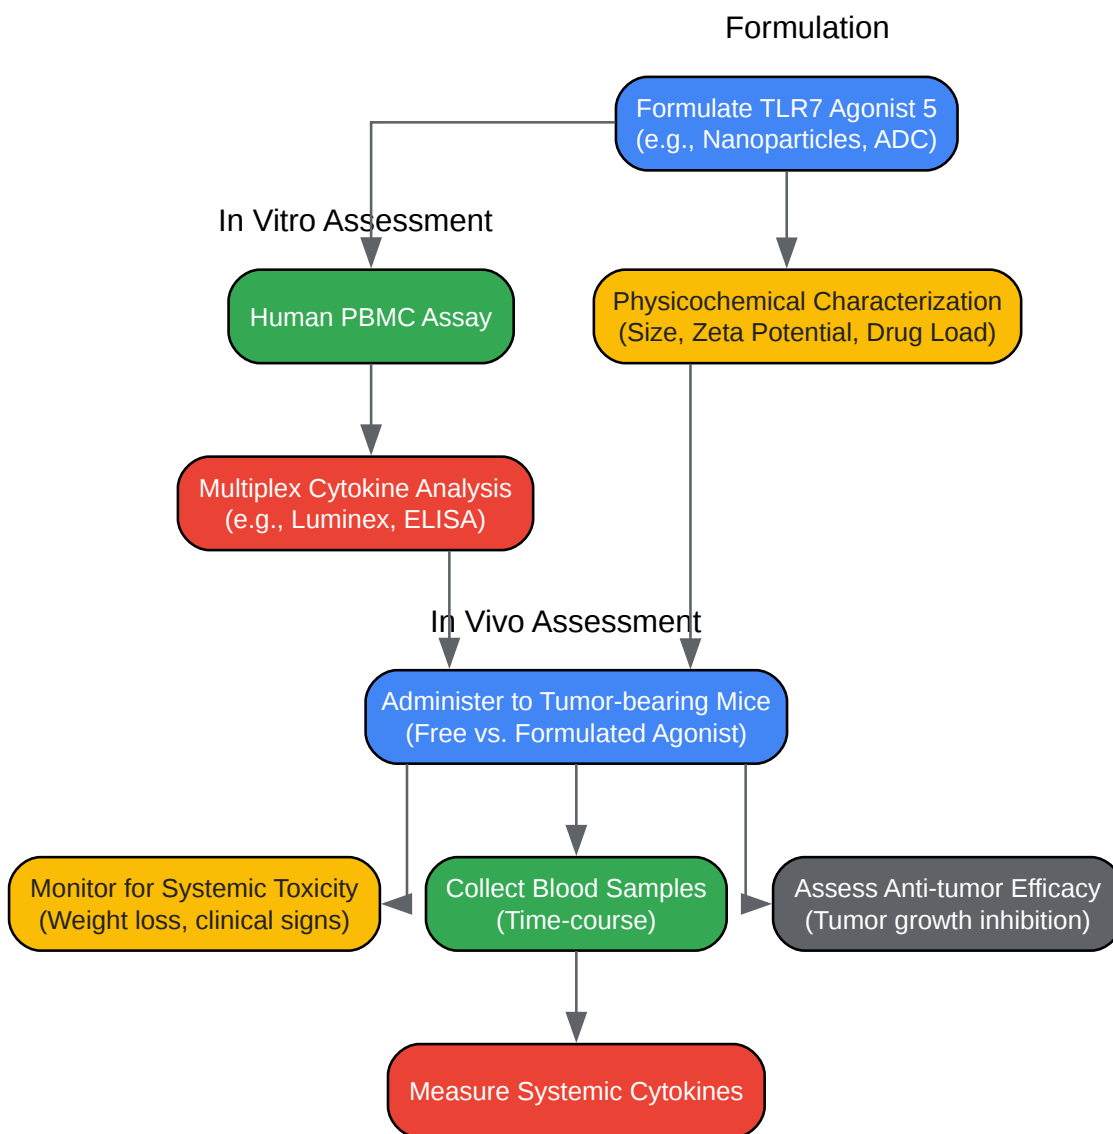 Formulation
Formulate TLR7 Agonist 5
(e.g., Nanoparticles, ADC)
In Vitro Assessment
Human PBMC Assay
Physicochemical Characterization
(Size, Zeta Potential, Drug Load)
Multiplex Cytokine Analysis
(e.g., Luminex, ELISA)
In Vivo Assessment
Administer to Tumor-bearing Mice
(Free vs. Formulated Agonist)
Monitor for Systemic Toxicity
(Weight loss, clinical signs)
Collect Blood Samples
(Time-course)
Assess Anti-tumor Efficacy
(Tumor growth inhibition)
Measure Systemic Cytokines